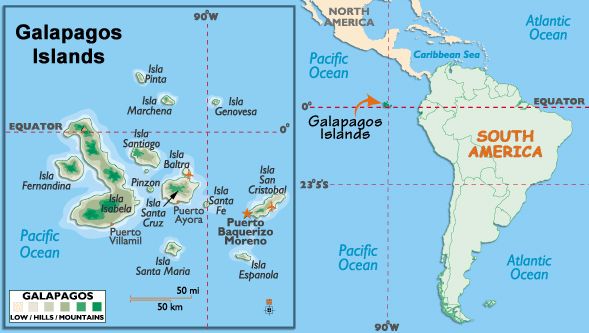 Galapagos
Islands
90°W
Isla
Pinta
Isla
Marchena
Isla
Genovesa
EQUATOR
0°
Isla
Santiago
Isla
Baltra
Isla
San
Cristobal
Isla
Fernandina
Pinzon
Isla
Isabela
Isla
Santa
Cruz
Isla
Santa
Fe
Puerto
Ayora
Puerto
Villamil
Puerto
Baquerizo
Moreno
Pacific
Ocean
Isla
Santa Maria
Isla
Espanola
50 mi
50 km
GALAPAGOS
LOW / HILLS / MOUNTAINS
NORTH
AMERICA
Atlantic
Ocean
Pacific
Ocean
Caribbean Sea
Atlantic
Ocean
0°
EQUATOR
Galapagos
Islands
SOUTH
AMERICA
23°5'S
Pacific
Ocean
Atlantic
Ocean
90°W